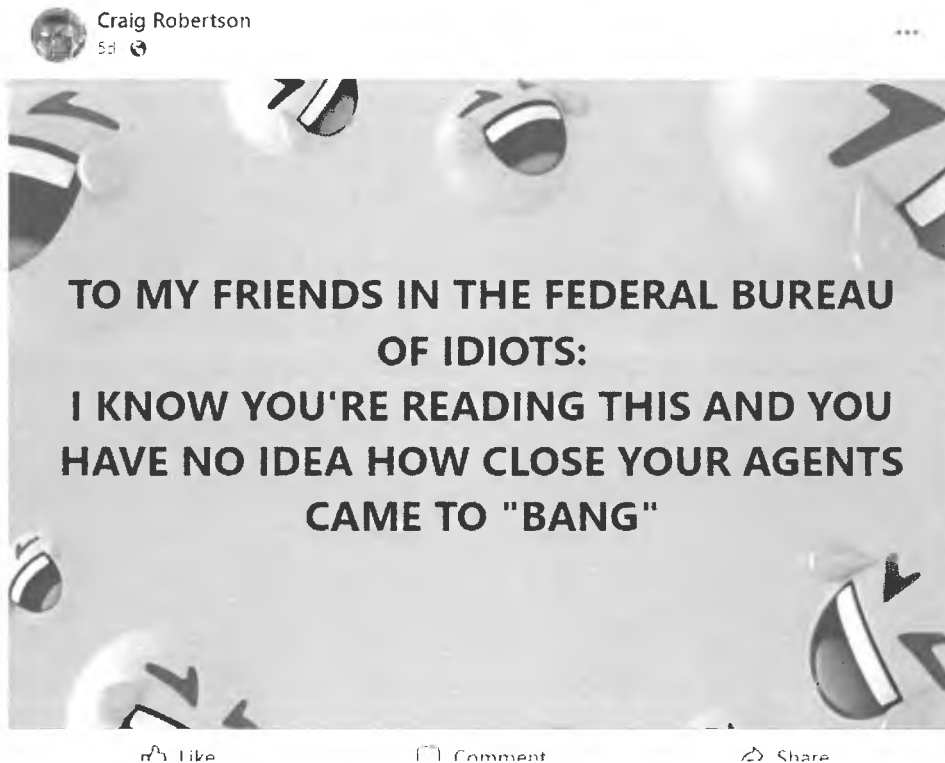 Craig Robertson
5d
TO MY FRIENDS IN THE FEDERAL BUREAU
OF IDIOTS:
I KNOW YOU'RE READING THIS AND YOU
HAVE NO IDEA HOW CLOSE YOUR AGENTS
CAME TO "BANG"
Like Comment Share